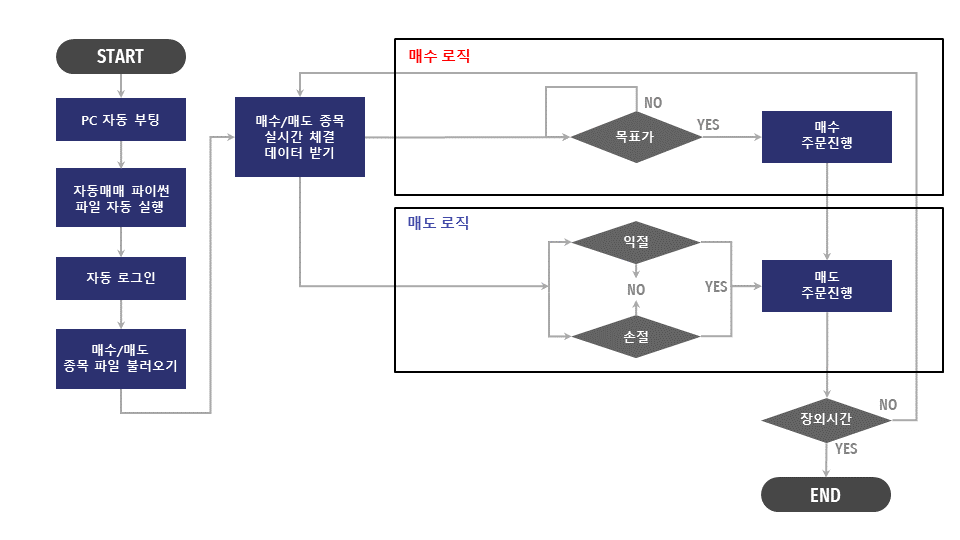 START
PC 자동 부팅
자동매매 파이썬
파일 자동 실행
자동 로그인
매수/매도
종목 파일 불러오기
매수/매도 종목
실시간 체결
데이터 받기
매수 로직
NO
목표가
YES
매수
주문진행
매도 로직
익절
NO
손절
YES
매도
주문진행
장외시간
NO
YES
END